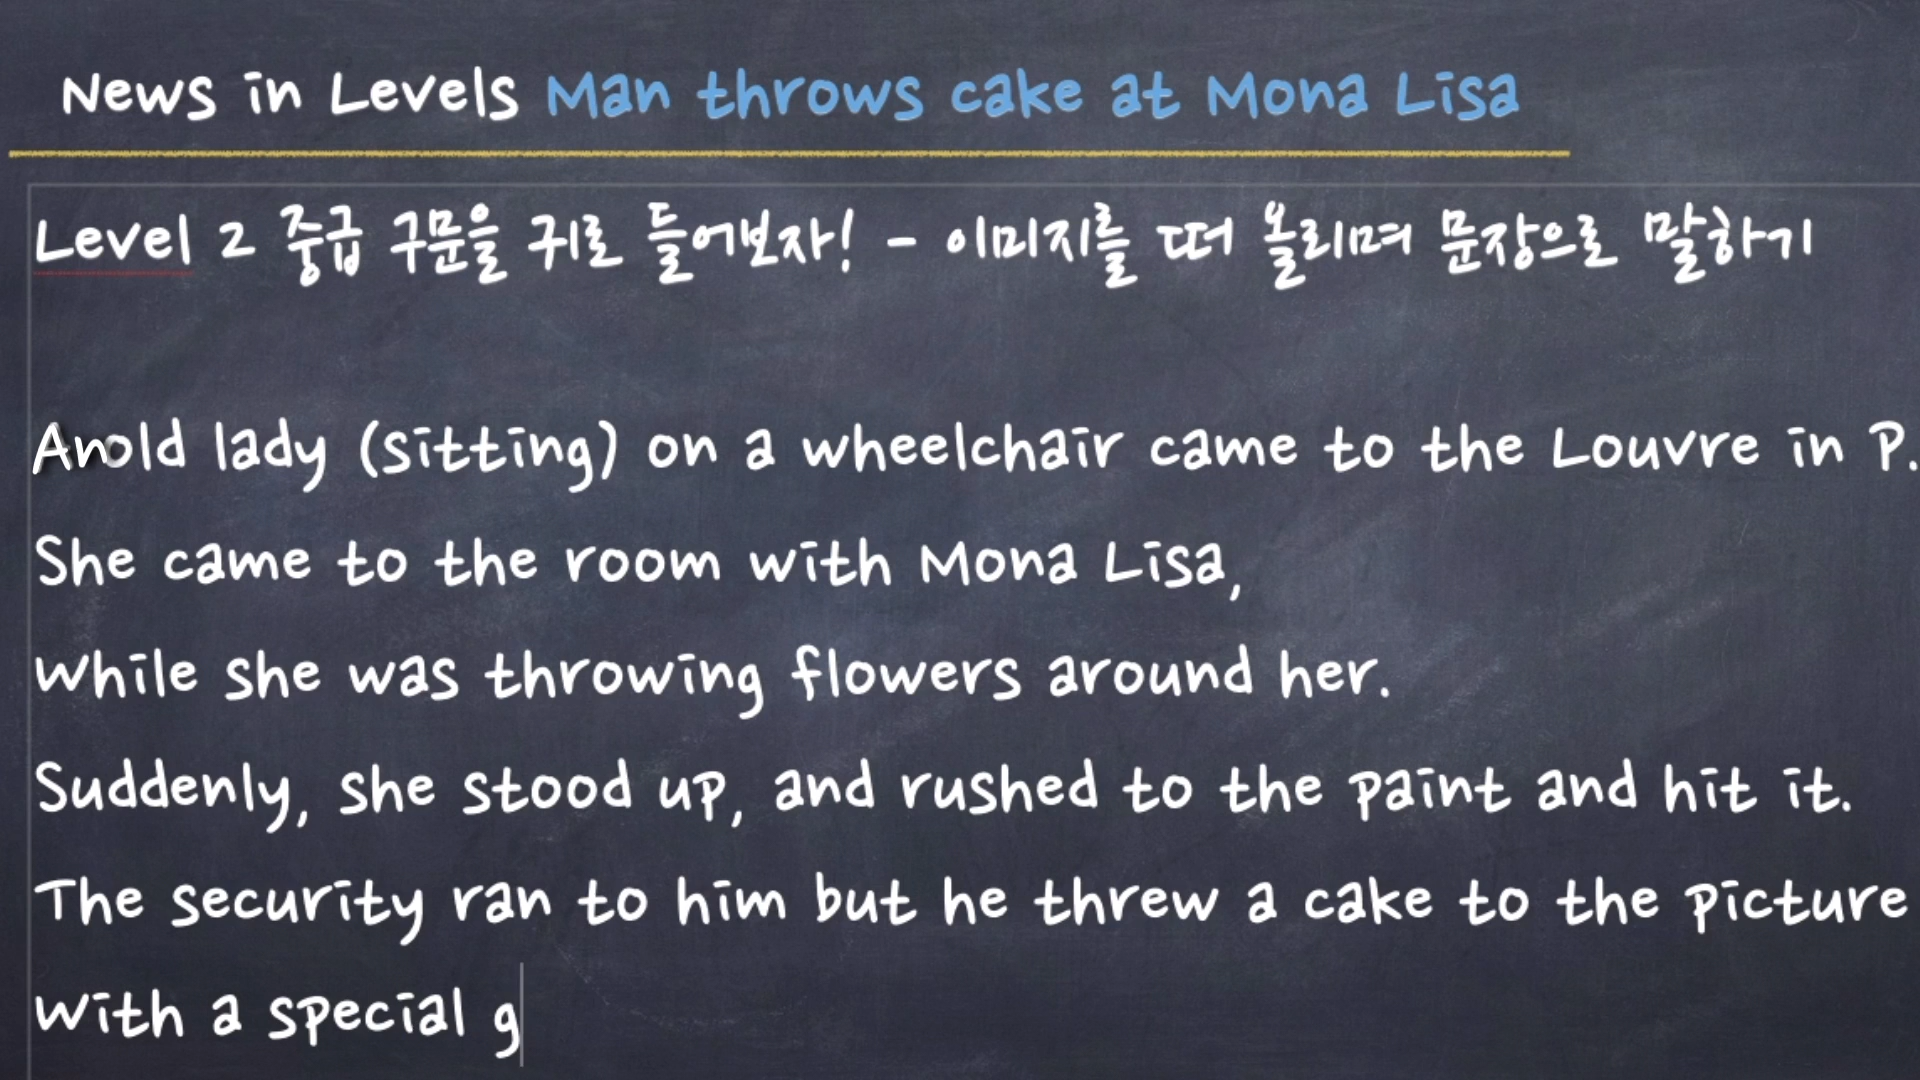 News in Levels Man throws cake at Mona Lisa
Level 2 중급 구문을 귀로 들어보자! - 이미지를 떠 올리며 문장으로 말하기
Anold lady (sitting) on a wheelchair came to the Louvre in P.
She came to the room with Mona Lisa,
While she was throwing flowers around her.
Suddenly, she stood up, and rushed to the paint and hit it.
The security ran to him but he threw a cake to the picture
With a special g